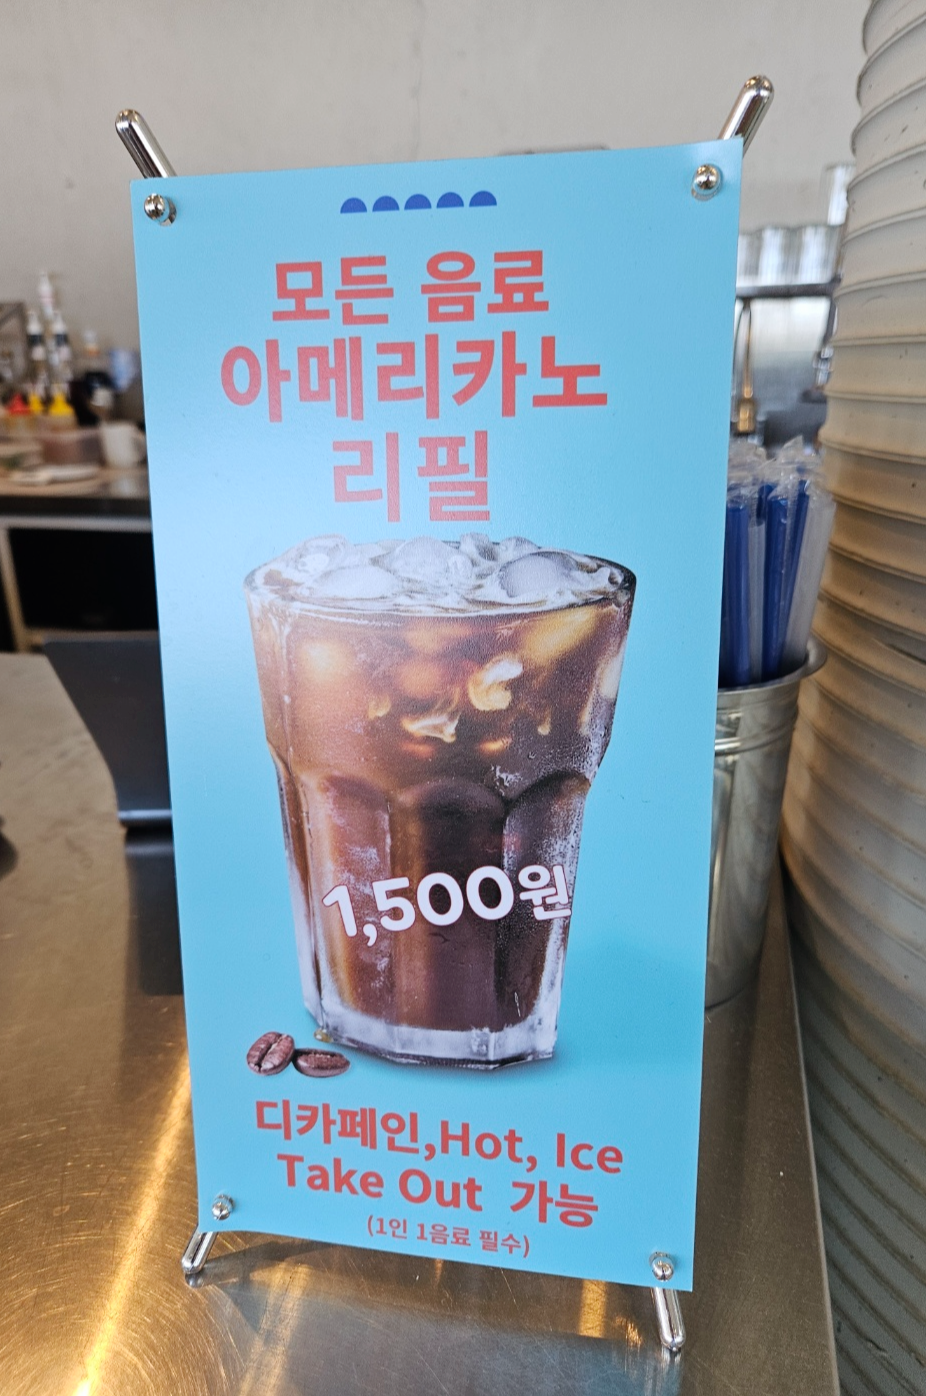 모든 음료
아메리카노
리필
1,500원
디카페인,Hot, Ice
Take Out 가능
(1인 1음료 필수)